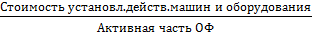 Стоимость установл.действ.машин и оборудования
Активная часть ОФ